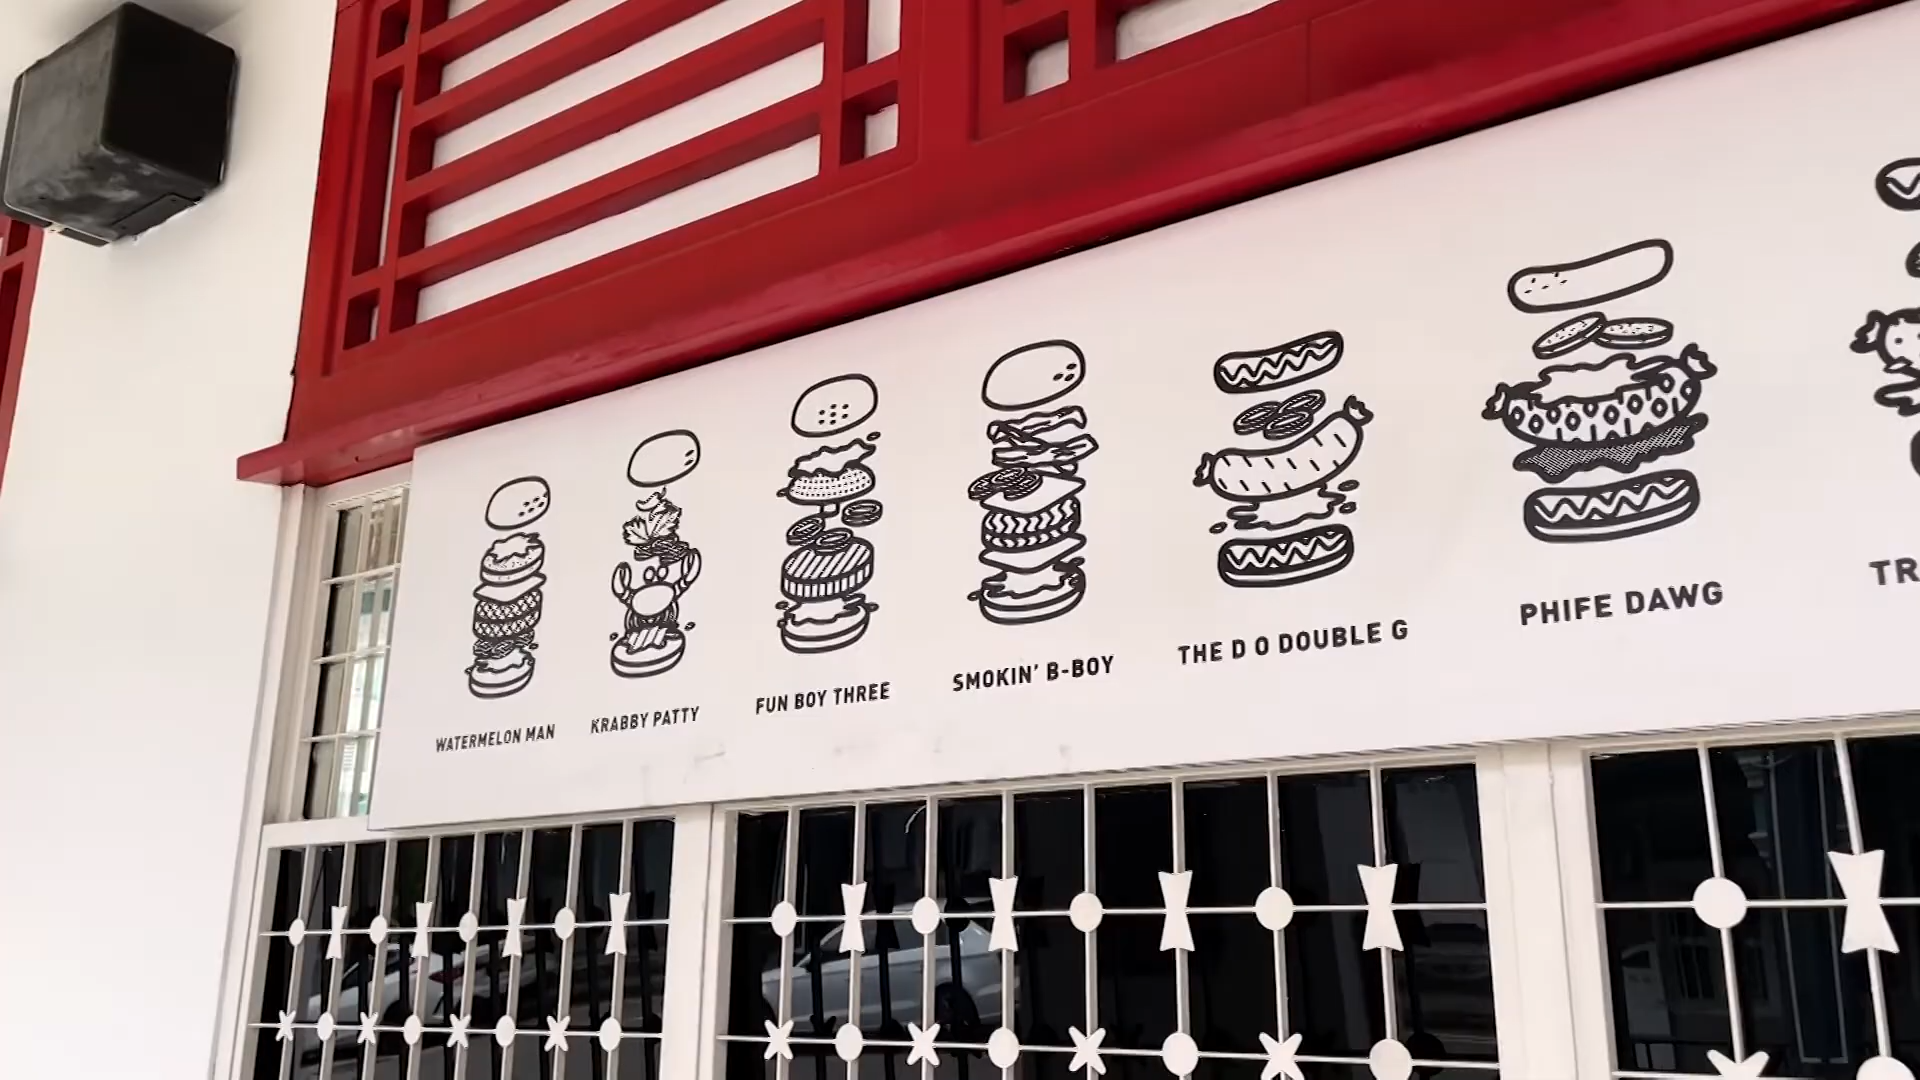 WATERMELON MAN
KRABBY PATTY
FUN BOY THREE
SMOKIN' B-BOY
THE D O DOUBLE G
PHIFE DAWG
TR